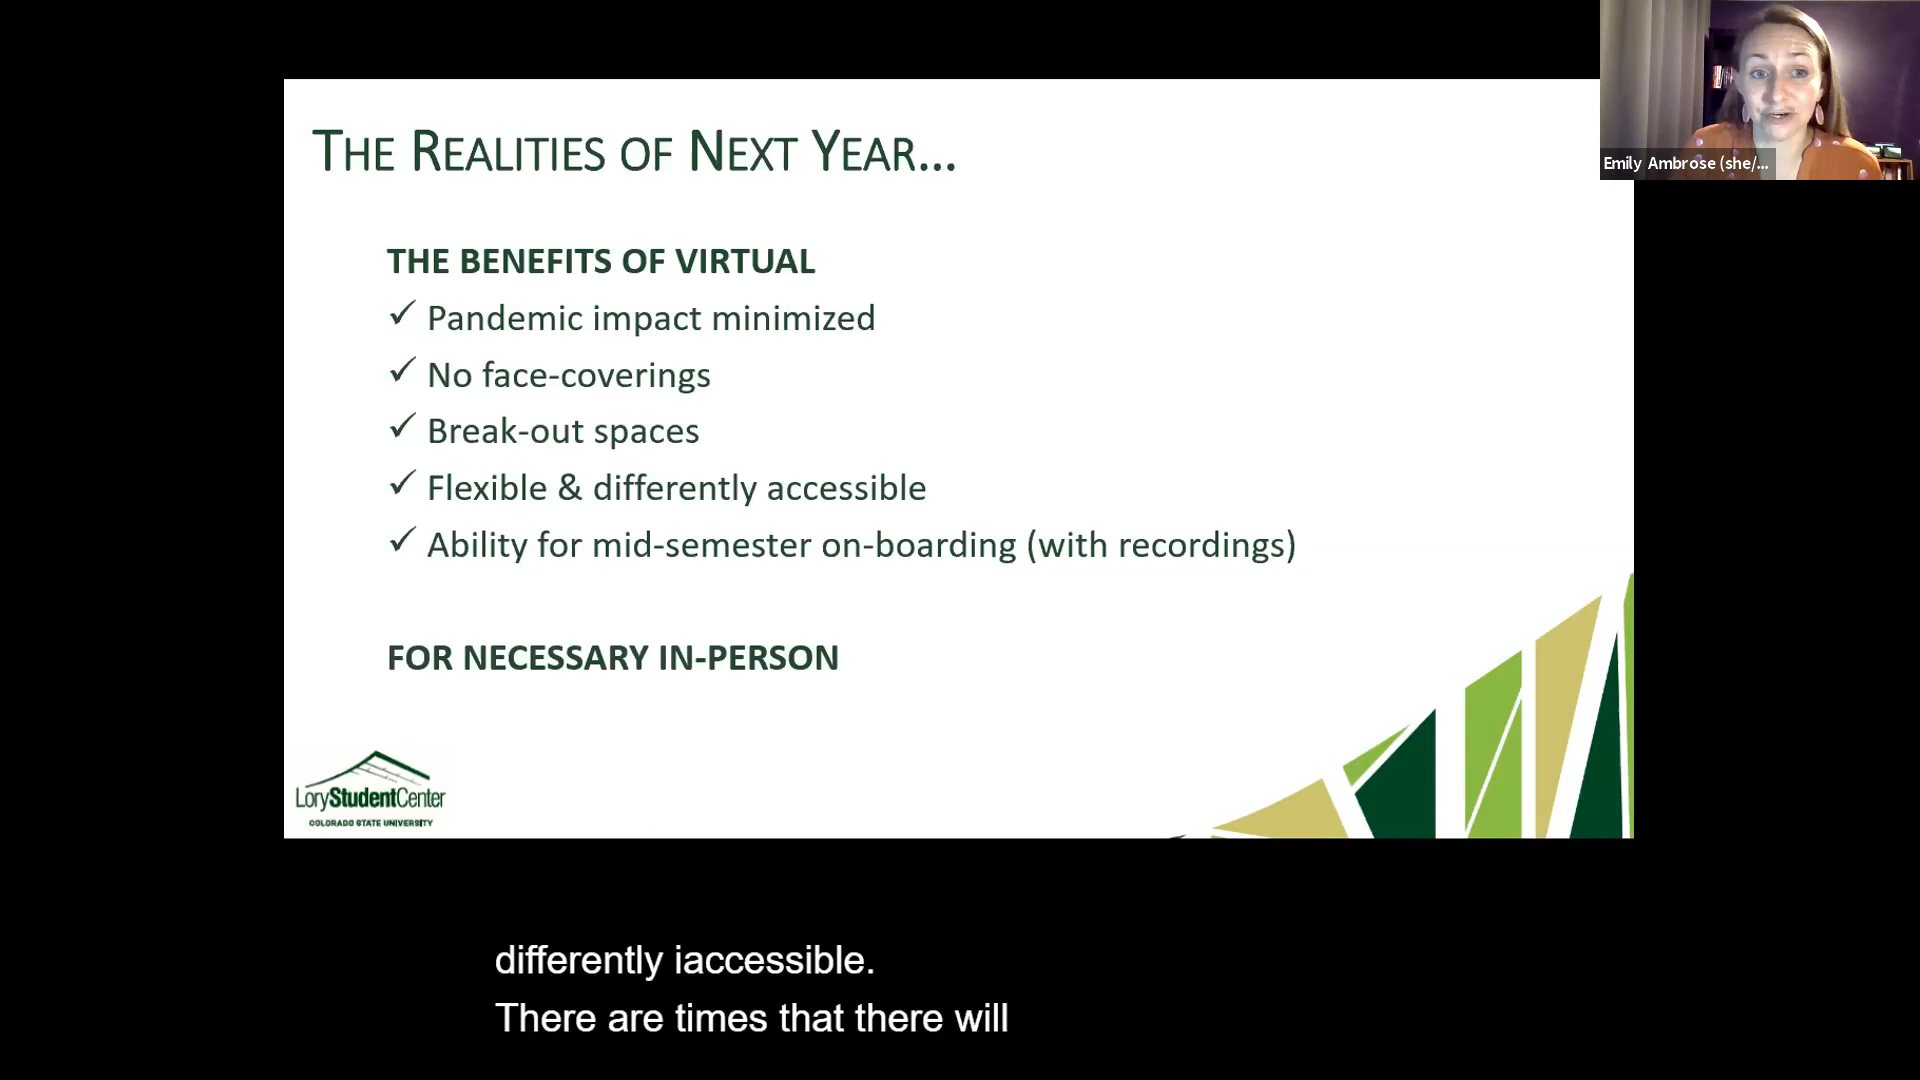 THE REALITIES OF NEXT YEAR...
Emily Ambrose (she/...
THE BENEFITS OF VIRTUAL
✓ Pandemic impact minimized
✓ No face-coverings
✓ Break-out spaces
✓ Flexible & differently accessible
✓ Ability for mid-semester on-boarding (with recordings)
FOR NECESSARY IN-PERSON
LoryStudentCenter
COLORADO STATE UNIVERSITY
differently iaccessible.
There are times that there will